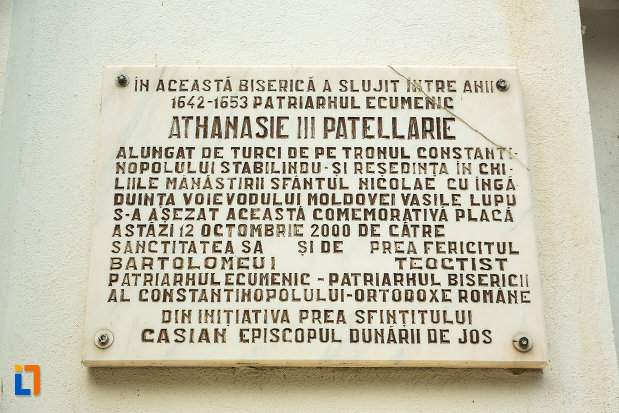 ÎN ACEASTĂ BISERICĂ A SLUJIT ÎNTRE ANII
1642-1653 PATRIARHUL ECUMENIC
ATHANASIE III PATELLARIE
ALUNGAT DE TURCI DE PE TRONUL CONSTANTI-
NOPOLULUI STABILINDU-ȘI REȘEDINȚA ÎN CHI-
LIILE MĂNĂSTIRII SFÂNTUL NICOLAE CU ÎNGĂ-
DUINȚA VOIEVODULUI MOLDOVEI VASILE LUPU
S-A AȘEZAT ACEASTĂ COMEMORATIVĂ PLACĂ
ASTĂZI 12 OCTOMBRIE 2000 DE CĂTRE
SANCTITATEA SA ȘI DE PREA FERICITUL
BARTOLOMEUI TEOCTIST
PATRIARHUL ECUMENIC - PATRIARHUL BISERICII
AL CONSTANTINOPOLULUI-ORTODOXE ROMÂNE
DIN INIȚIATIVA PREA SFINȚITULUI
CASIAN EPISCOPUL DUNĂRII DE JOS